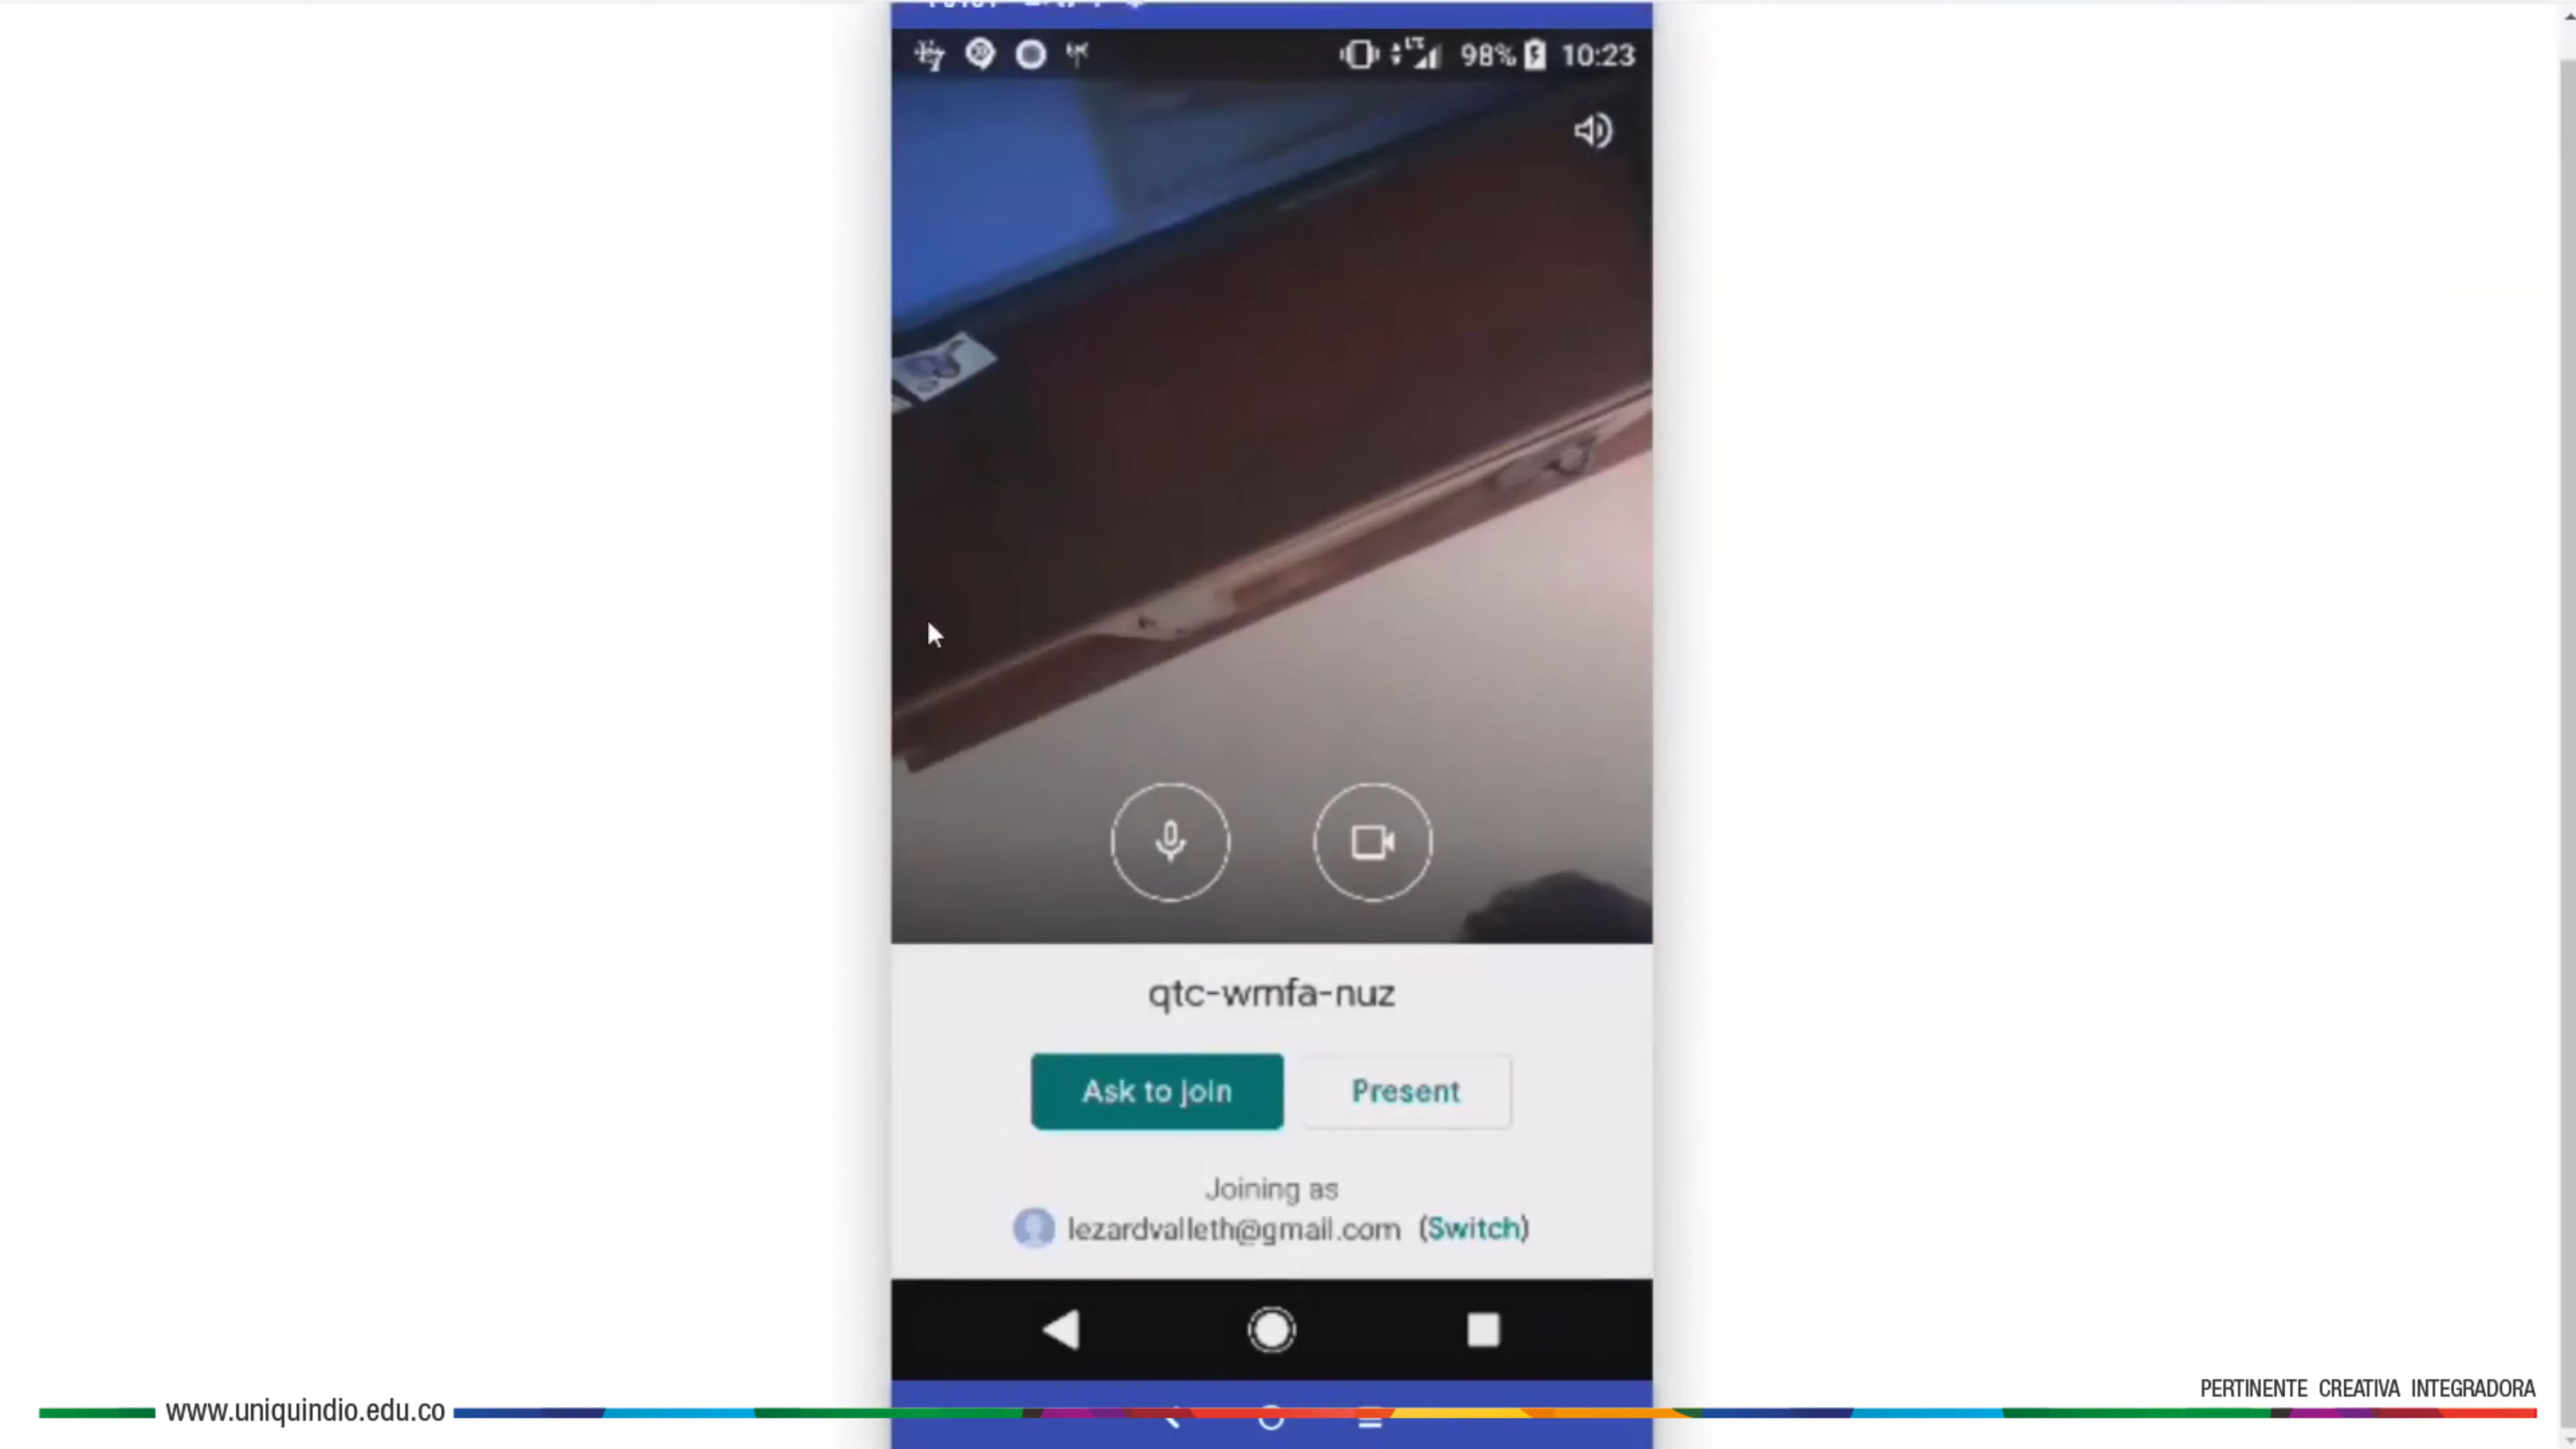 98% 10:23
qtc-wmfa-nuz
Ask to join Present
Joining as
lezardvalleth@gmail.com (Switch)
PERTINENTE CREATIVA INTEGRADORA
www.uniquindio.edu.co